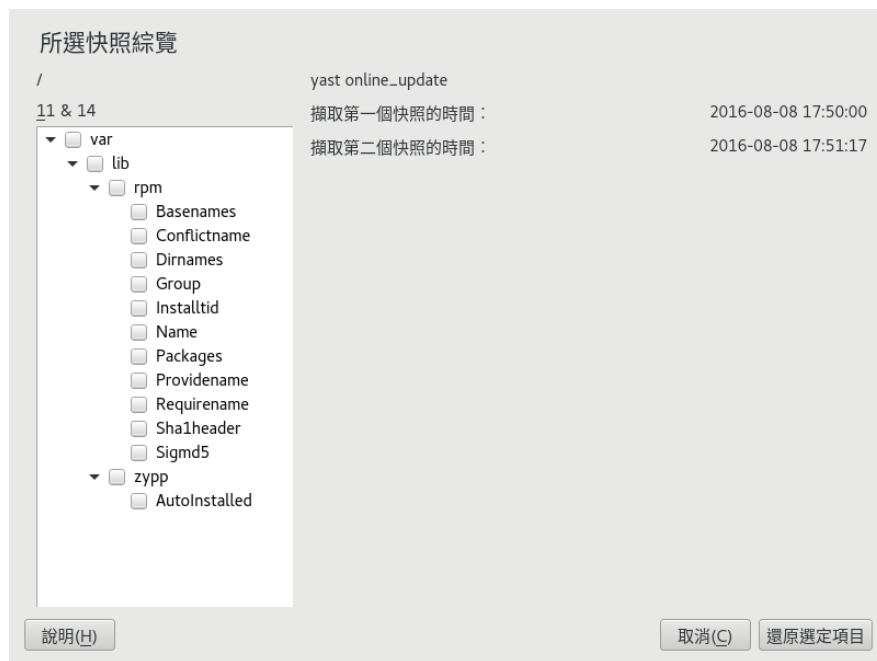 所選快照綜覽
/
yast online_update
11 & 14
擷取第一個快照的時間：
2016-08-08 17:50:00
擷取第二個快照的時間：
2016-08-08 17:51:17
var
lib
rpm
Basenames
Conflictname
Dirnames
Group
Installtid
Name
Packages
Providename
Requirename
Sha1header
Sigmd5
zypp
AutoInstalled
說明(H)
取消(C)
還原選定項目